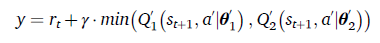 y = r_t + γ · min(Q′_1(s_{t+1}, a′|θ′_1) , Q′_2(s_{t+1}, a′|θ′_2))